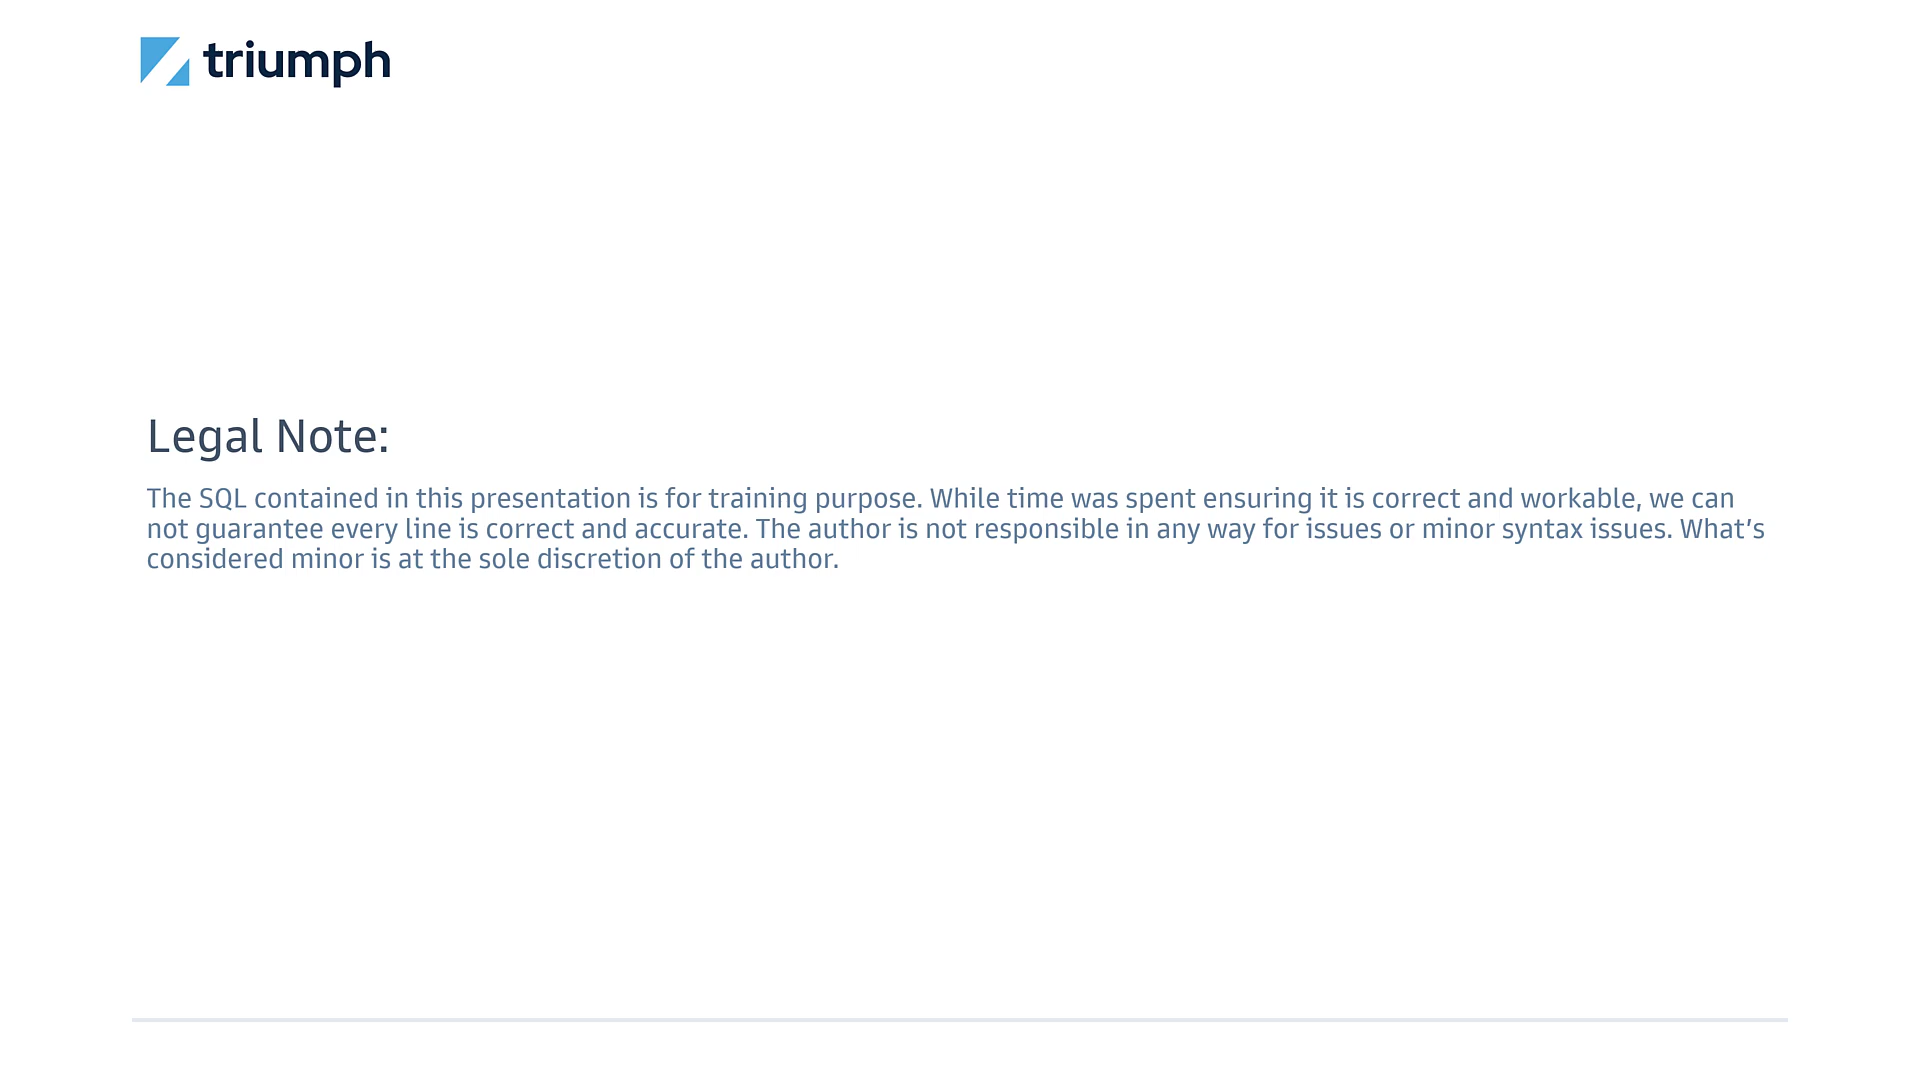 triumph
Legal Note:
The SQL contained in this presentation is for training purpose. While time was spent ensuring it is correct and workable, we can
not guarantee every line is correct and accurate. The author is not responsible in any way for issues or minor syntax issues. What’s
considered minor is at the sole discretion of the author.